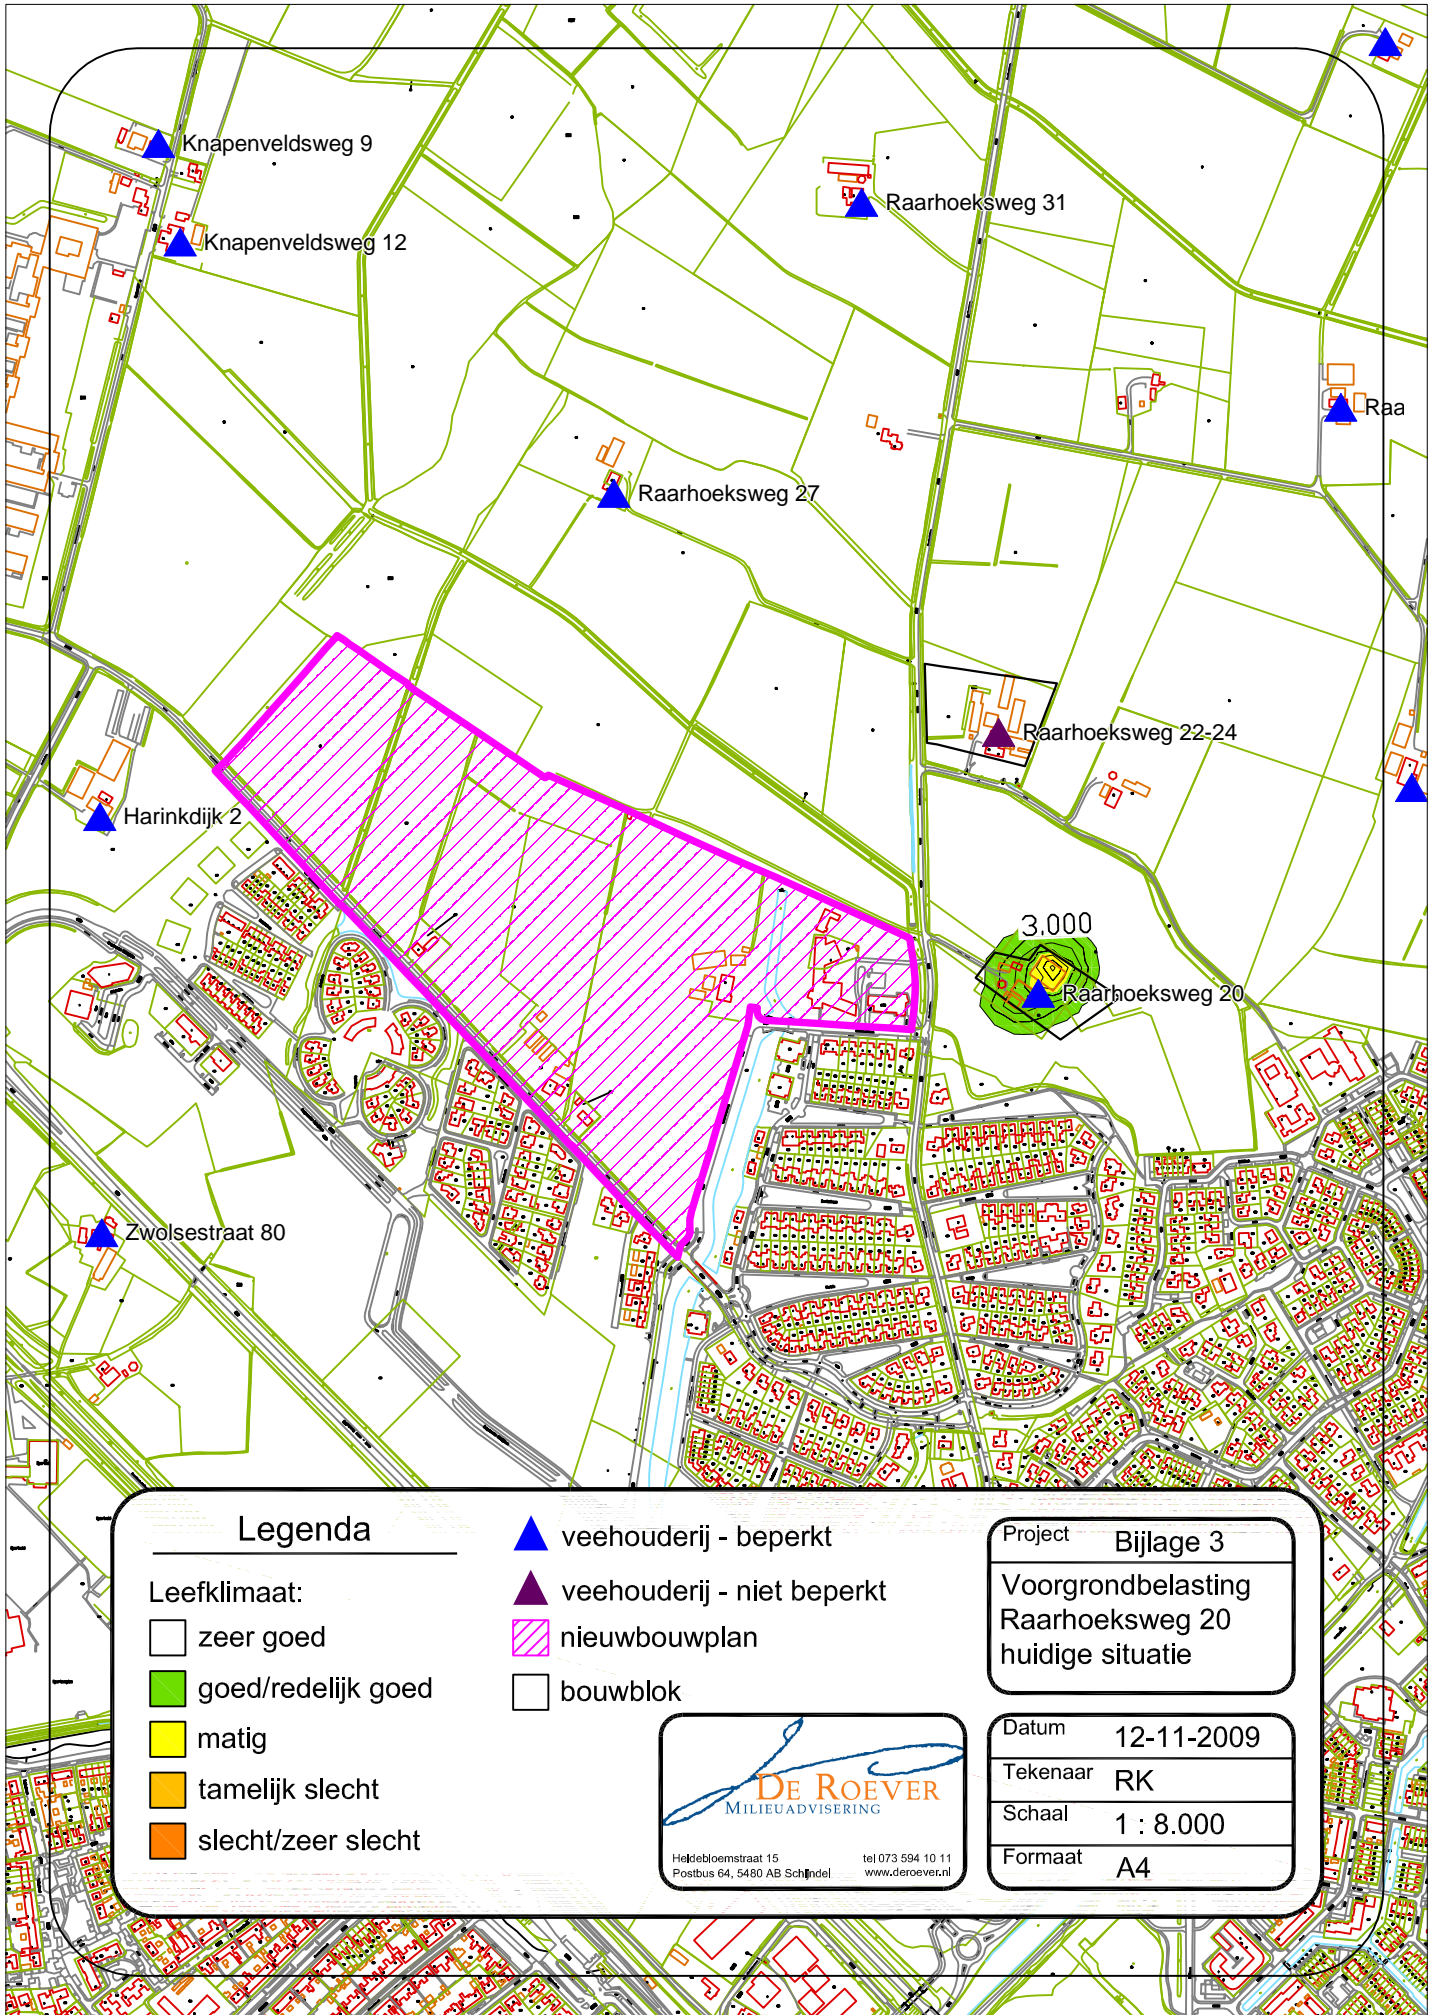 Knapenveldsweg 9
Raarhoeksweg 31
Knapenveldsweg 12
Raa
Raarhoeksweg 27
Raarhoeksweg 22-24
Harinkdijk 2
3,000
Raarhoeksweg 20
Zwolsestraat 80
Legenda
Leefklimaat:
zeer goed
goed/redelijk goed
matig
tamelijk slecht
slecht/zeer slecht
veehouderij - beperkt
veehouderij - niet beperkt
nieuwbouwplan
bouwblok
Project Bijlage 3
Voorgrondbelasting
Raarhoeksweg 20
huidige situatie
DE ROEVER
MILIEUADVISERING
Heidebloemstraat 15 tel 073 594 10 11
Postbus 64, 5480 AB Schijndel www.deroever.nl
Datum 12-11-2009
Tekenaar RK
Schaal 1 : 8.000
Formaat A4